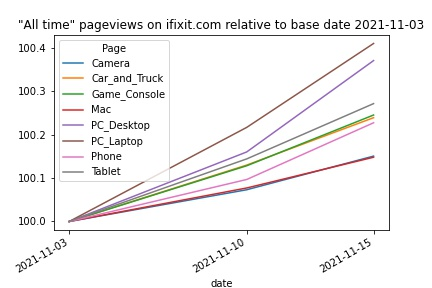 "All time" pageviews on ifixit.com relative to base date 2021-11-03
100.4
100.3
100.2
100.1
100.0
Page
Camera
Car_and_Truck
Game_Console
Mac
PC_Desktop
PC_Laptop
Phone
Tablet
2021-11-03
2021-11-10
2021-11-15
date